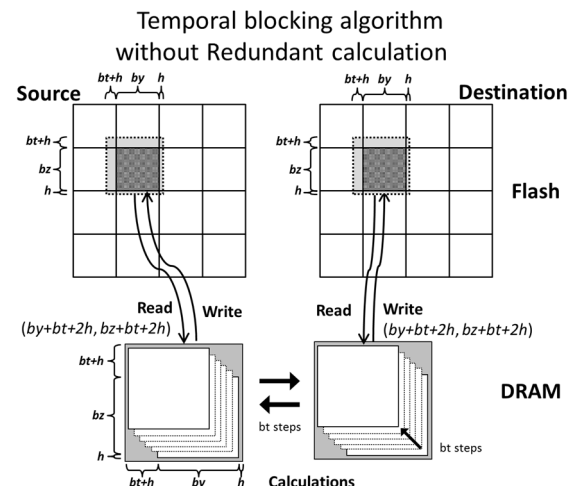 Temporal blocking algorithm
without Redundant calculation
bt+h by h
bt+h by h
Source
Destination
bt+h
bz
h
bt+h
bz
h
Flash
Read
Write
(by+bt+2h, bz+bt+2h)
Read
Write
(by+bt+2h, bz+bt+2h)
bt+h
bz
h
bt steps
bt steps
DRAM
bt+h by h
Calculations